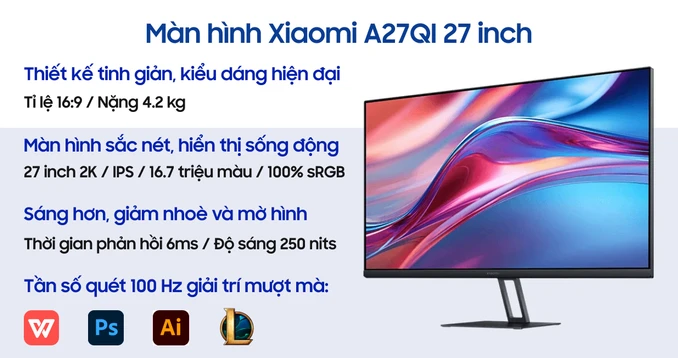 Màn hình Xiaomi A27QI 27 inch
Thiết kế tinh giản, kiểu dáng hiện đại
Tỉ lệ 16:9 / Nặng 4.2 kg
Màn hình sắc nét, hiển thị sống động
27 inch 2K / IPS / 16.7 triệu màu / 100% sRGB
Sáng hơn, giảm nhoè và mờ hình
Thời gian phản hồi 6ms / Độ sáng 250 nits
Tần số quét 100 Hz giải trí mượt mà:
W Ps Ai L